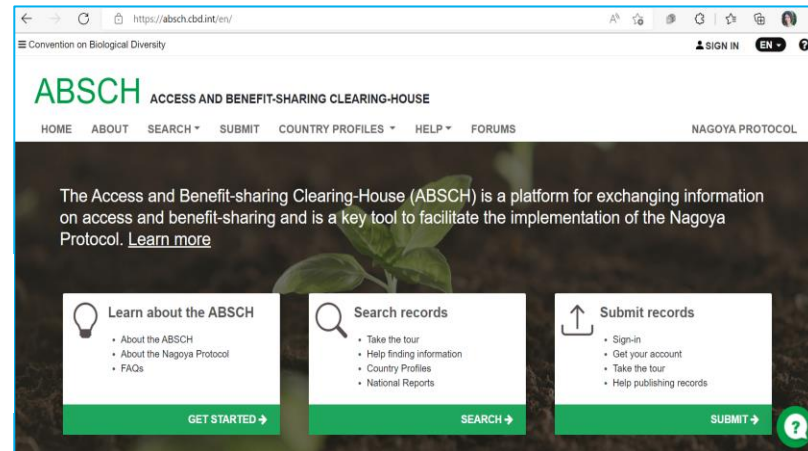 https://absch.cbd.int/en/
Convention on Biological Diversity
SIGN IN EN
ABSCH ACCESS AND BENEFIT-SHARING CLEARING-HOUSE
HOME ABOUT SEARCH SUBMIT COUNTRY PROFILES HELP FORUMS NAGOYA PROTOCOL
The Access and Benefit-sharing Clearing-House (ABSCH) is a platform for exchanging information
on access and benefit-sharing and is a key tool to facilitate the implementation of the Nagoya
Protocol. Learn more
Learn about the ABSCH
• About the ABSCH
• About the Nagoya Protocol
• FAQs
GET STARTED →
Search records
• Take the tour
• Help finding information
• Country Profiles
• National Reports
SEARCH →
Submit records
• Sign-in
• Get your account
• Take the tour
• Help publishing records
SUBMIT →
?